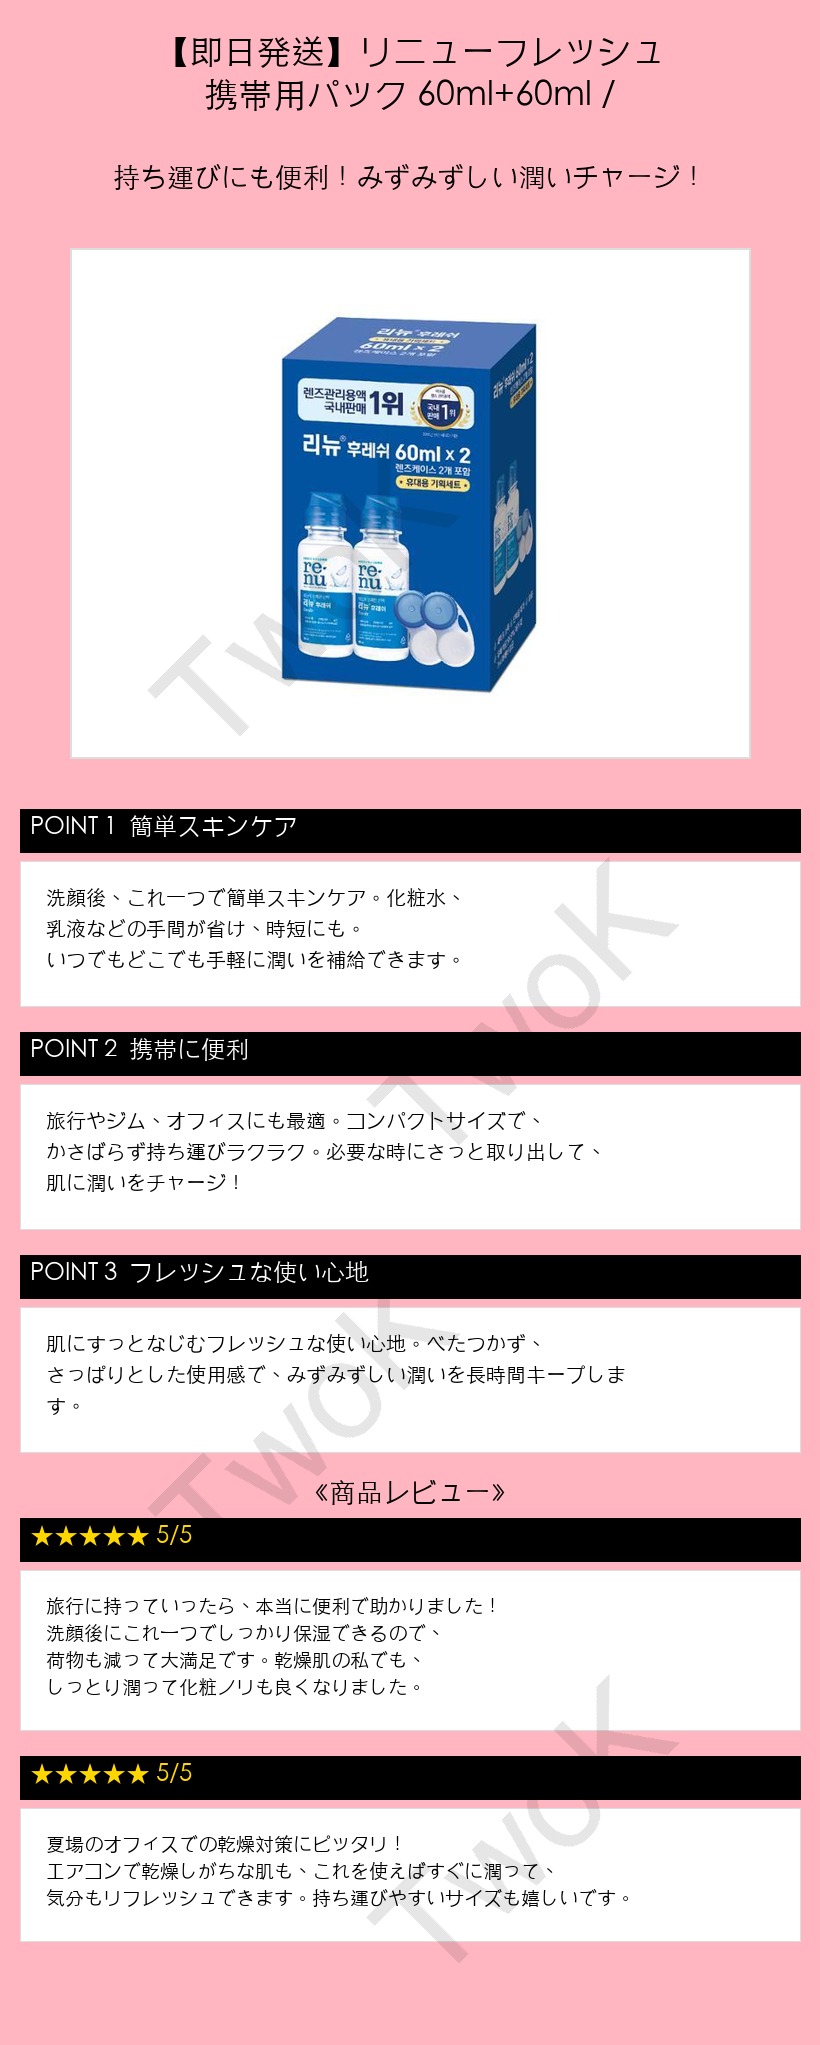 【即日発送】リニューフレッシュ
携帯用パック 60ml+60ml /
持ち運びにも便利！みずみずしい潤いチャージ！
리뉴® 후레쉬
휴대용 기획세트
60ml x 2
렌즈케이스 2개 포함
렌즈관리용액
국내판매 1위
국내
판매 1위
리뉴® 후레쉬 60ml x 2
렌즈케이스 2개 포함
휴대용 기획세트
리뉴 후레쉬 60ml x 2
re-
nu
리뉴 후레쉬
re-
nu
리뉴 후레쉬
TwoK
POINT 1 簡単スキンケア
洗顔後、これ一つで簡単スキンケア。化粧水、
乳液などの手間が省け、時短にも。
いつでもどこでも手軽に潤いを補給できます。
TwoK
POINT 2 携帯に便利
旅行やジム、オフィスにも最適。コンパクトサイズで、
かさばらず持ち運びラクラク。必要な時にさっと取り出して、
肌に潤いをチャージ！
POINT 3 フレッシュな使い心地
肌にすっとなじむフレッシュな使い心地。べたつかず、
さっぱりとした使用感で、みずみずしい潤いを長時間キープしま
す。
TwoK
《商品レビュー》
★★★★★ 5/5
旅行に持っていったら、本当に便利で助かりました！
洗顔後にこれ一つでしっかり保湿できるので、
荷物も減って大満足です。乾燥肌の私でも、
しっとり潤って化粧ノリも良くなりました。
★★★★★ 5/5
夏場のオフィスでの乾燥対策にピッタリ！
エアコンで乾燥しがちな肌も、これを使えばすぐに潤って、
気分もリフレッシュできます。持ち運びやすいサイズも嬉しいです。
TwoK